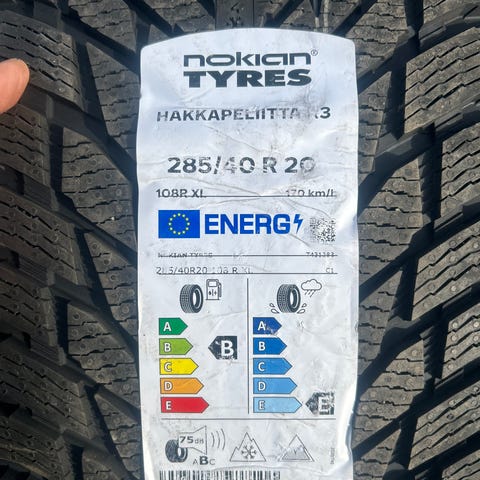 nokian®
TYRES
HAKKAPELIITTA R3
285/40 R 20
108R XL 170 km/h
ENERG
NOKIAN TYRES
285/40R20 108 R XL C1
A A
B B B
C C
D D
E E E
75dB
ABC